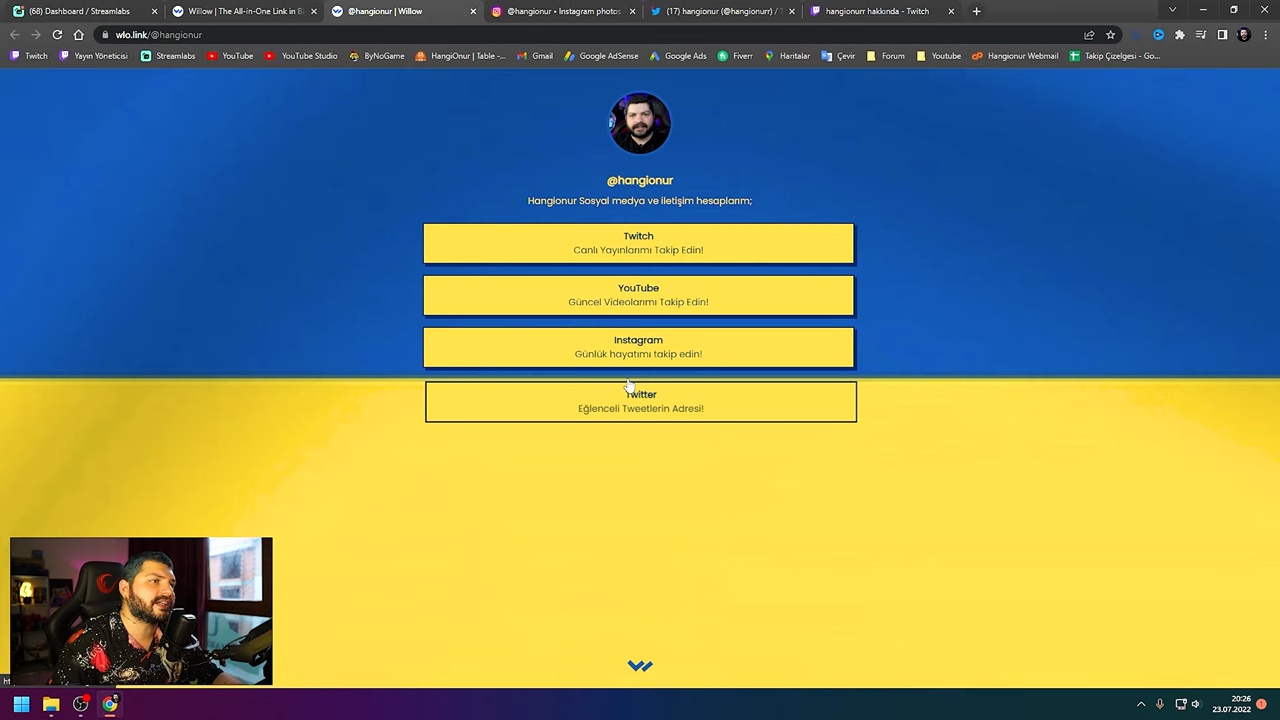 (68) Dashboard / Streamlabs
Willow | The All-in-One Link in B
@hangionur | Willow
@hangionur • Instagram photos
(17) hangionur (@hangionurr) / T
hangionurr hakkında - Twitch
wlo.link/@hangionur
Twitch
Yayın Yöneticisi
Streamlabs
YouTube
YouTube Studio
ByNoGame
HangiOnur | Table -...
Gmail
Google AdSense
Google Ads
Fiverr
Haritalar
Çevir
Forum
Youtube
Hangionur Webmail
Takip Çizelgesi - Go...
@hangionur
Hangionur Sosyal medya ve iletişim hesaplarım;
Twitch
Canlı Yayınlarımı Takip Edin!
YouTube
Güncel Videolarımı Takip Edin!
Instagram
Günlük hayatımı takip edin!
Twitter
Eğlenceli Tweetlerin Adresi!
20:26
23.07.2022
1